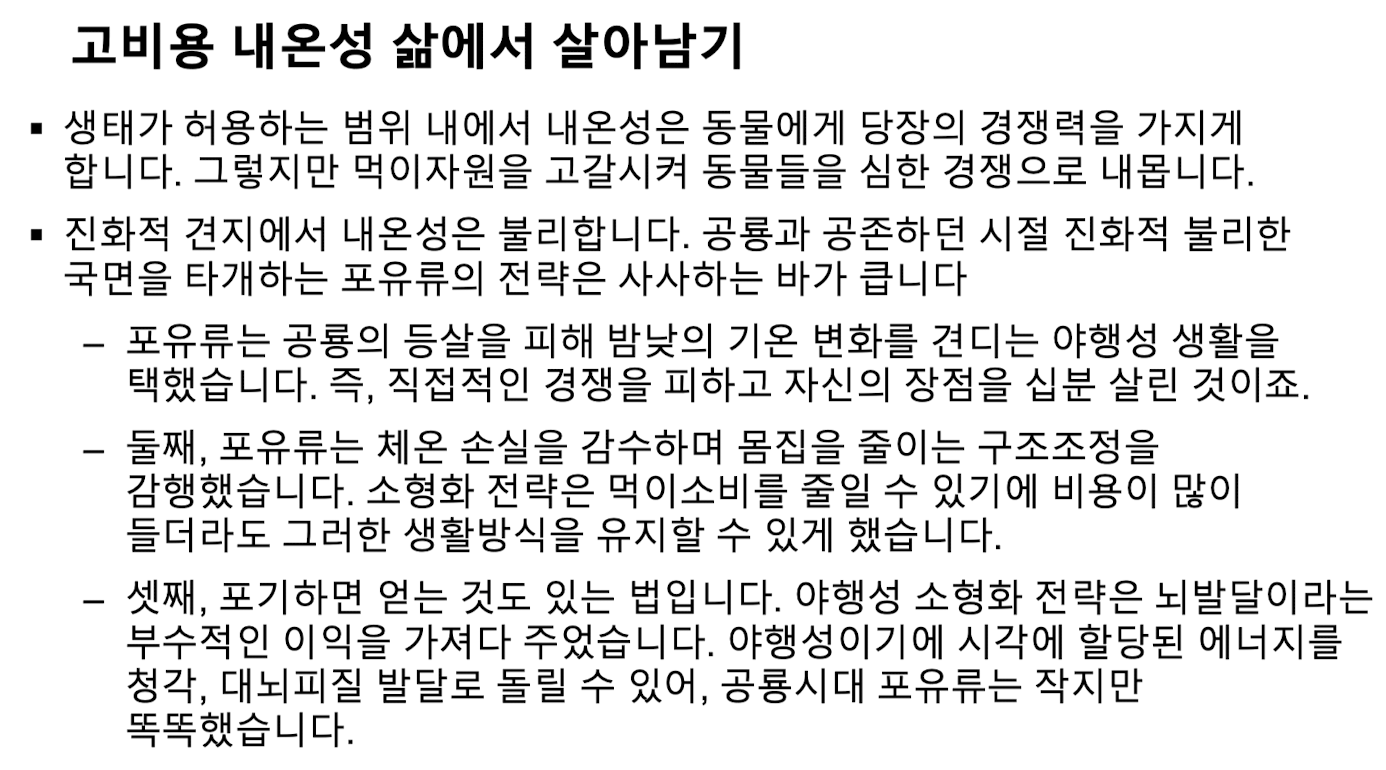 고비용 내온성 삶에서 살아남기
▪ 생태가 허용하는 범위 내에서 내온성은 동물에게 당장의 경쟁력을 가지게
합니다. 그렇지만 먹이자원을 고갈시켜 동물들을 심한 경쟁으로 내몹니다.
▪ 진화적 견지에서 내온성은 불리합니다. 공룡과 공존하던 시절 진화적 불리한
국면을 타개하는 포유류의 전략은 사사하는 바가 큽니다
– 포유류는 공룡의 등살을 피해 밤낮의 기온 변화를 견디는 야행성 생활을
택했습니다. 즉, 직접적인 경쟁을 피하고 자신의 장점을 십분 살린 것이죠.
– 둘째, 포유류는 체온 손실을 감수하며 몸집을 줄이는 구조조정을
감행했습니다. 소형화 전략은 먹이소비를 줄일 수 있기에 비용이 많이
들더라도 그러한 생활방식을 유지할 수 있게 했습니다.
– 셋째, 포기하면 얻는 것도 있는 법입니다. 야행성 소형화 전략은 뇌발달이라는
부수적인 이익을 가져다 주었습니다. 야행성이기에 시각에 할당된 에너지를
청각, 대뇌피질 발달로 돌릴 수 있어, 공룡시대 포유류는 작지만
똑똑했습니다.